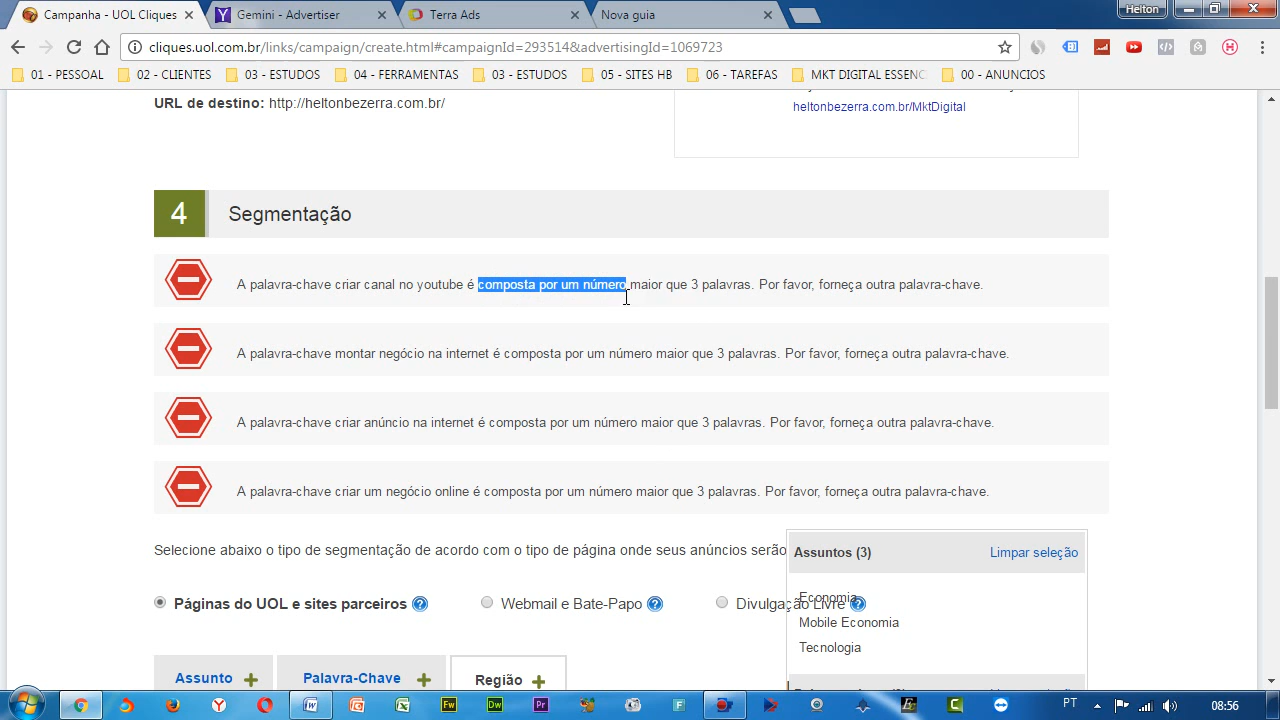 Campanha - UOL Cliques
Gemini - Advertiser
Terra Ads
Nova guia
Helton
cliques.uol.com.br/links/campaign/create.html#campaignId=293514&advertisingId=1069723
01 - PESSOAL
02 - CLIENTES
03 - ESTUDOS
04 - FERRAMENTAS
03 - ESTUDOS
05 - SITES HB
06 - TAREFAS
MKT DIGITAL ESSENC
00 - ANUNCIOS
URL de destino: http://heltonbezerra.com.br/
heltonbezerra.com.br/MktDigital
4 Segmentação
A palavra-chave criar canal no youtube é composta por um número maior que 3 palavras. Por favor, forneça outra palavra-chave.
A palavra-chave montar negócio na internet é composta por um número maior que 3 palavras. Por favor, forneça outra palavra-chave.
A palavra-chave criar anúncio na internet é composta por um número maior que 3 palavras. Por favor, forneça outra palavra-chave.
A palavra-chave criar um negócio online é composta por um número maior que 3 palavras. Por favor, forneça outra palavra-chave.
Selecione abaixo o tipo de segmentação de acordo com o tipo de página onde seus anúncios serão
Assuntos (3) Limpar seleção
Economia
Mobile Economia
Tecnologia
Páginas do UOL e sites parceiros ?
Webmail e Bate-Papo ?
Divulgação Livre ?
Assunto +
Palavra-Chave +
Região +
PT
08:56